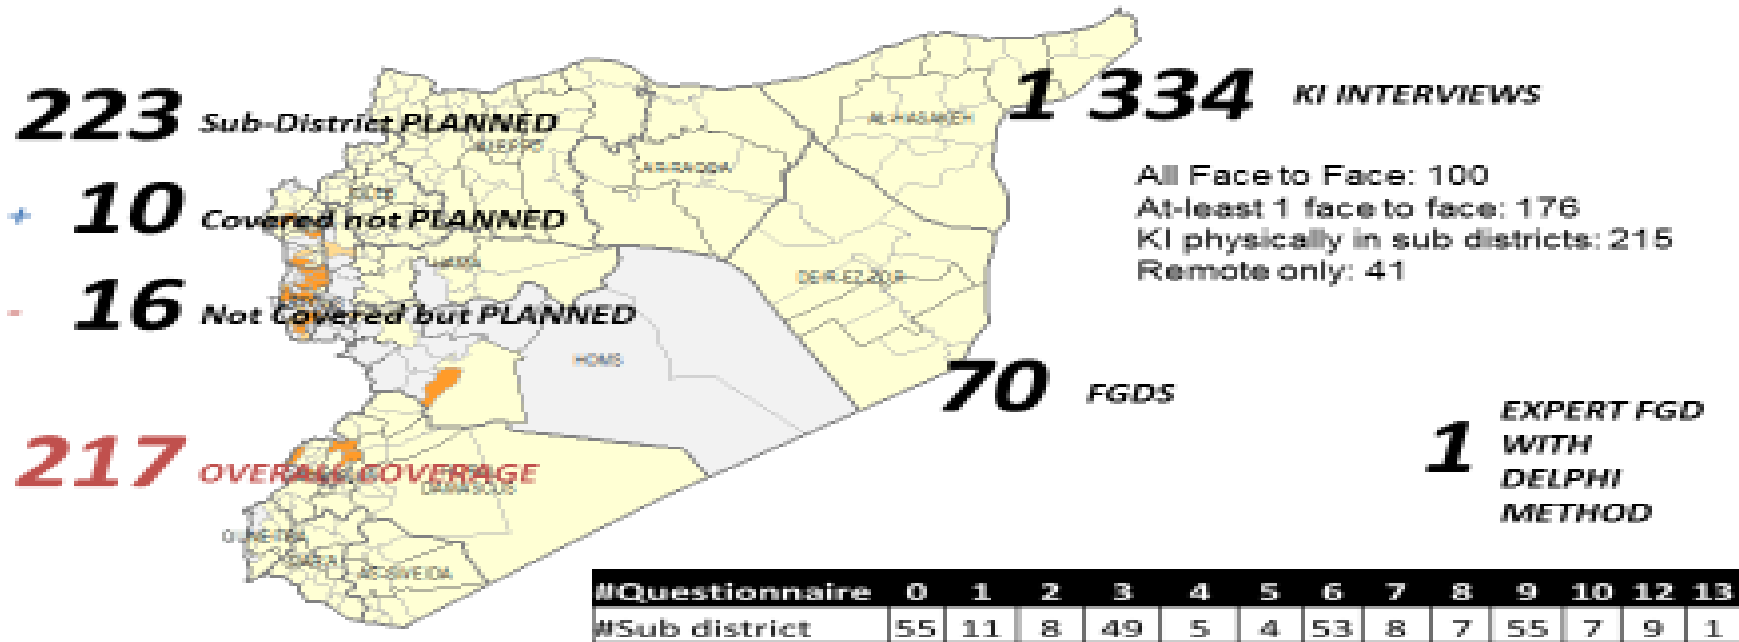 223 Sub-District PLANNED
+ 10 Covered not PLANNED
- 16 Not Covered but PLANNED
217 OVERALL COVERAGE
1 334 KI INTERVIEWS
All Face to Face: 100
At-least 1 face to face: 176
KI physically in sub districts: 215
Remote only: 41
70 FGDS
1 EXPERT FGD
WITH
DELPHI
METHOD
ALEPPO
AL-HASAKEH
AR-RAQQA
IDLEB
HAMA
DEIR-EZ-ZOR
HOMS
QUNEITRA
DARA
AS-SWEIDA
#Questionnaire 0 1 2 3 4 5 6 7 8 9 10 12 13
#Sub district 55 11 8 49 5 4 53 8 7 55 7 9 1